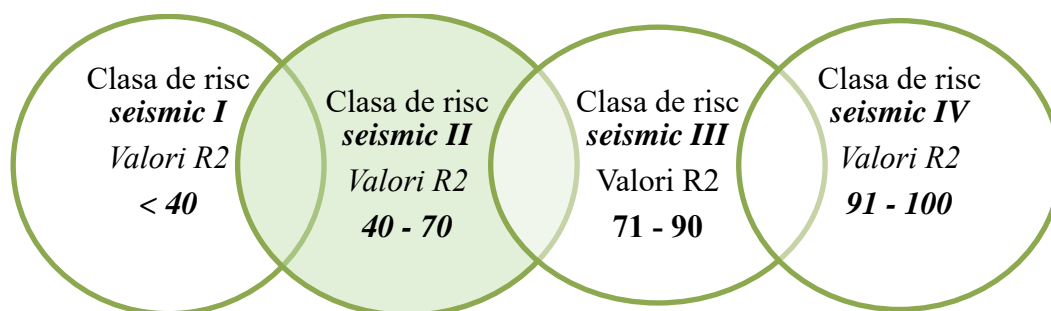 Clasa de risc
seismic I
Valori R2
< 40
Clasa de risc
seismic II
Valori R2
40 - 70
Clasa de risc
seismic III
Valori R2
71 - 90
Clasa de risc
seismic IV
Valori R2
91 - 100